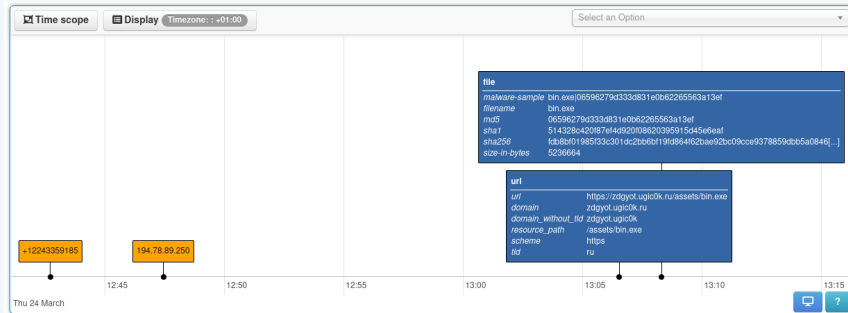 Time scope
Display Timezone: : +01:00
Select an Option
file
malware-sample bin.exe|06596279d333d831e0b62265563a13ef
filename bin.exe
md5 06596279d333d831e0b62265563a13ef
sha1 514328c420f87ef4d920f08620395915d45e6eaf
sha256 fdb8bf01985f33c301dc2bb6bf19fd864f62bae92bc09cce9378859dbb5a0846[...]
size-in-bytes 5236664
url
url https://zdgyot.ugic0k.ru/assets/bin.exe
domain zdgyot.ugic0k.ru
domain_without_tld zdgyot.ugic0k
resource_path /assets/bin.exe
scheme https
tld ru
+12243359185
194.78.89.250
12:45
12:50
12:55
13:00
13:05
13:10
13:15
Thu 24 March
?